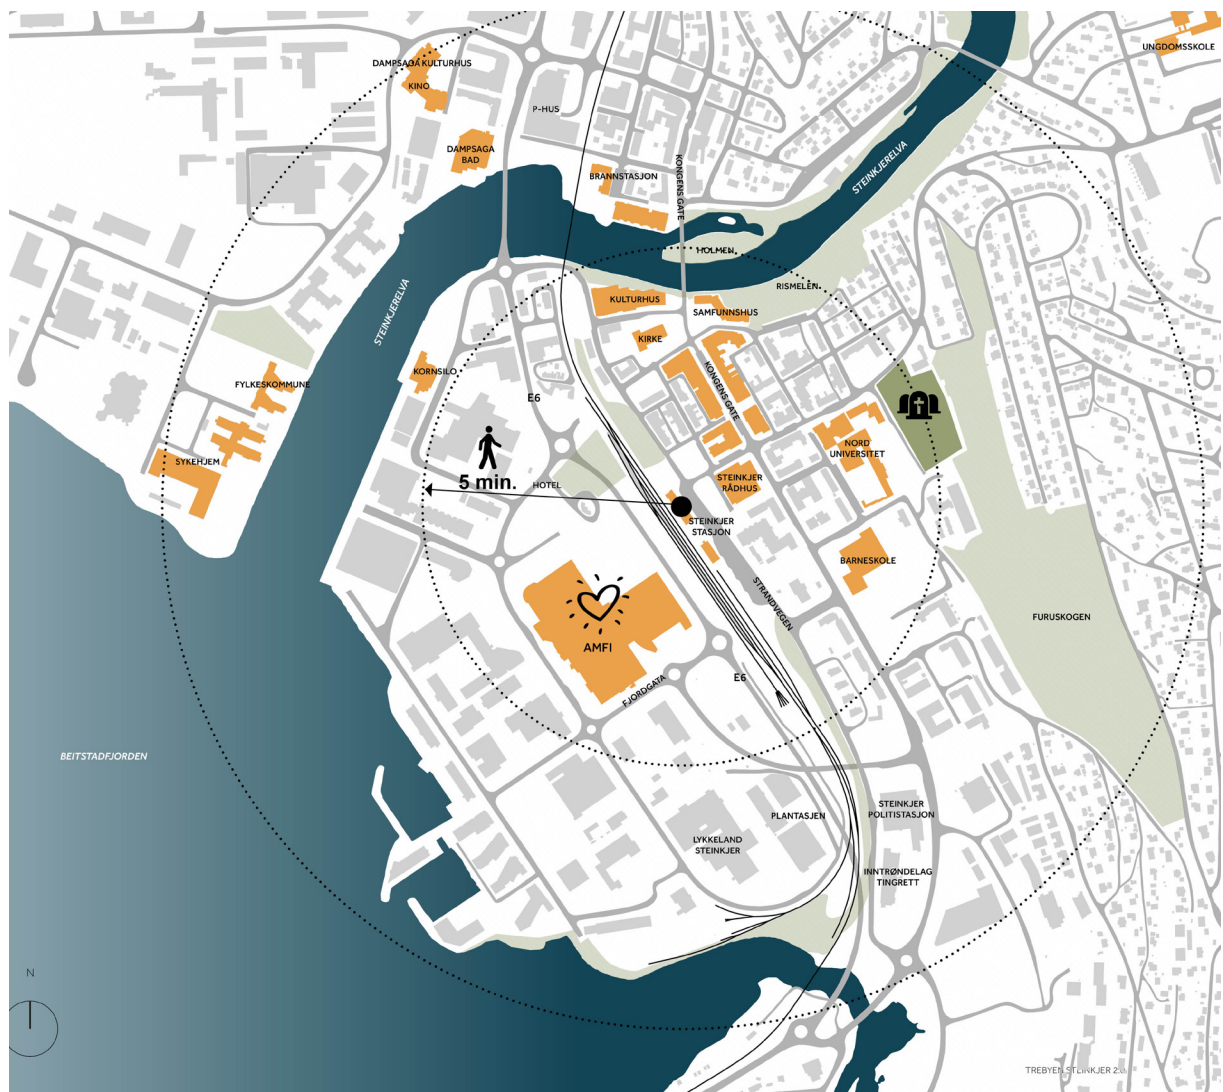 UNGDOMSSKOLE
DAMPSAGA KULTURHUS
KINO
P-HUS
DAMPSAGA
BAD
BRANNSTASJON
KONGENS GATE
STEINKJERELVA
HOLMEN
RISMELEN
STEINKJERELVA
KULTURHUS
SAMFUNNSHUS
KIRKE
KORNSILO
FYLKESKOMMUNE
E6
KONGENS GATE
NORD
UNIVERSITET
SYKEHJEM
5 min.
HOTEL
STEINKJER
RÅDHUS
STEINKJER
STASJON
BARNESKOLE
STRANDVEGEN
FURUSKOGEN
AMFI
FJORDGATA
E6
BEITSTADFJORDEN
STEINKJER
POLITISTASJON
PLANTASJEN
LYKKELAND
STEINKJER
INNTRØNDELAG
TINGRETT
N
TREBYEN STEINKJER